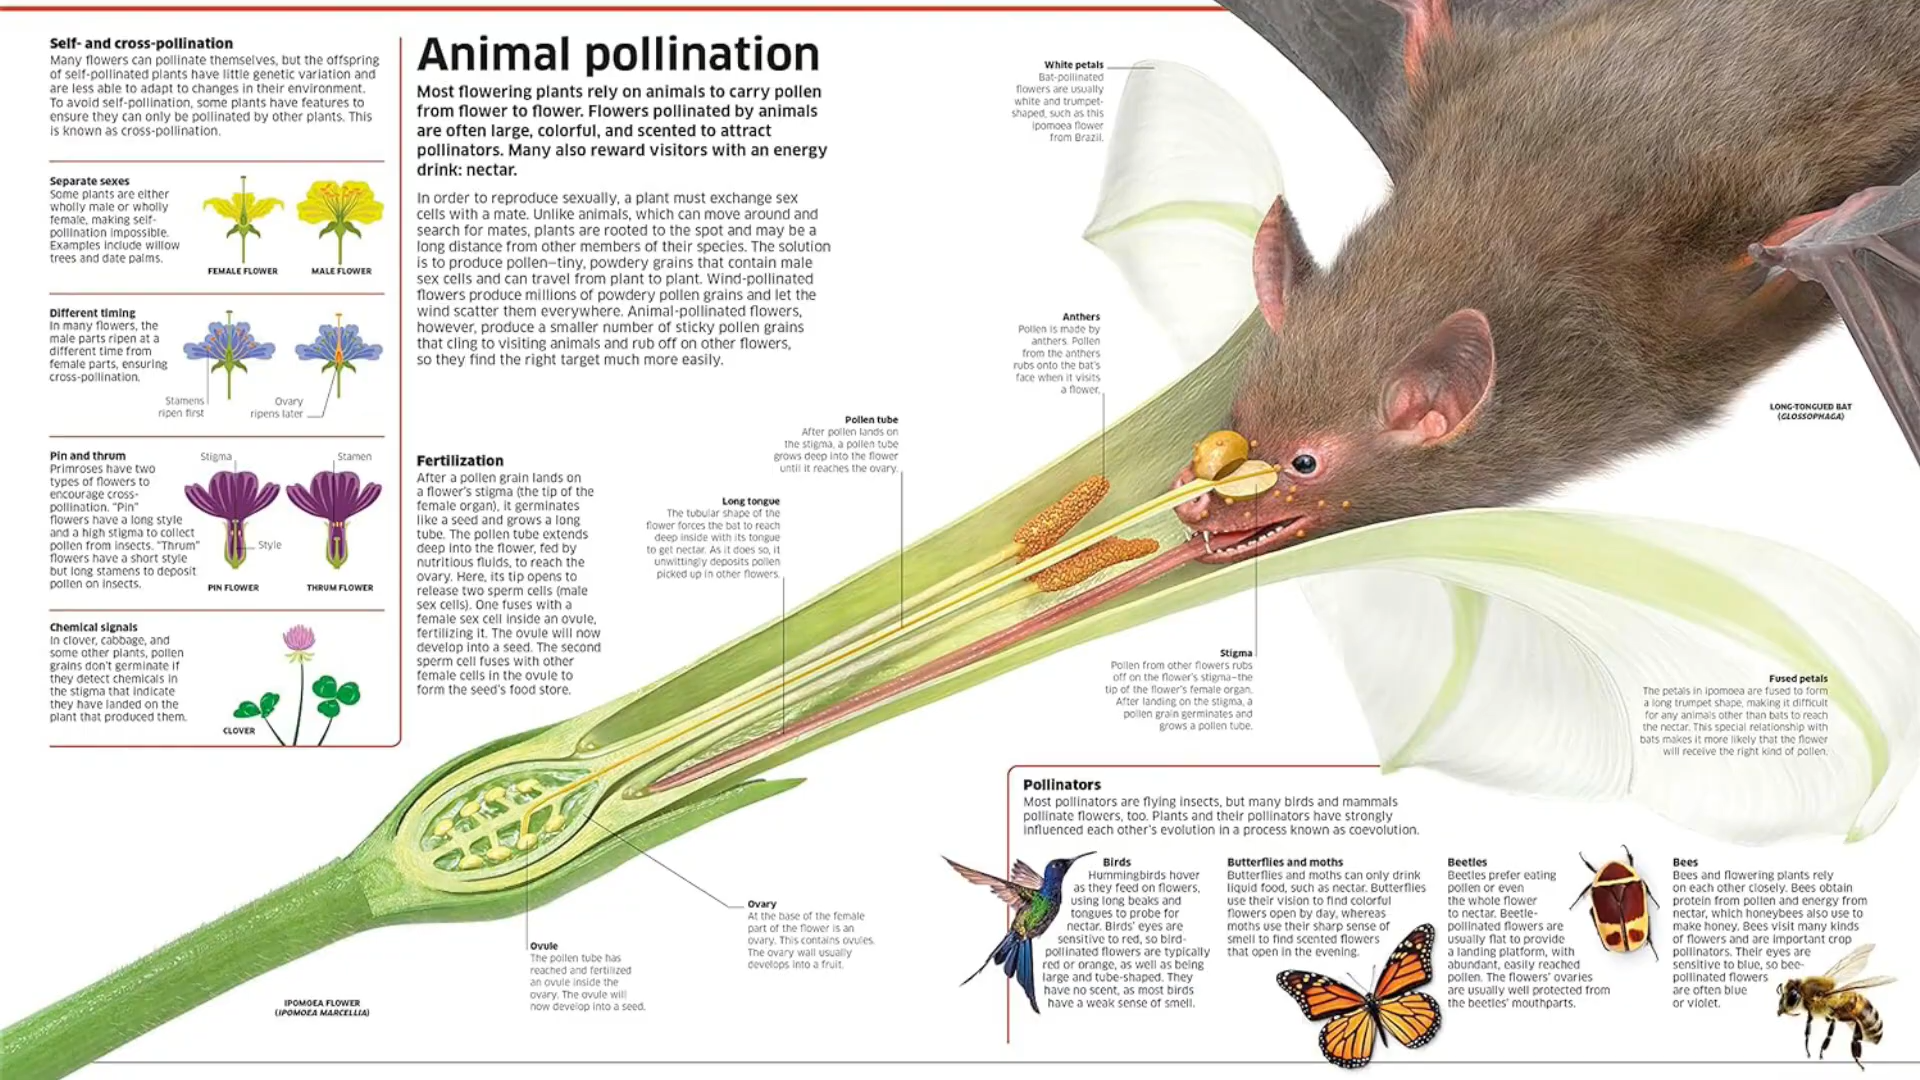 Self- and cross-pollination
Many flowers can pollinate themselves, but the offspring
of self-pollinated plants have little genetic variation and
are less able to adapt to changes in their environment.
To avoid self-pollination, some plants have features to
ensure they can only be pollinated by other plants. This
is known as cross-pollination.
Separate sexes
Some plants are either
wholly male or wholly
female, making self-
pollination impossible.
Examples include willow
trees and date palms.
FEMALE FLOWER
MALE FLOWER
Different timing
In many flowers, the
male parts ripen at a
different time from
female parts, ensuring
cross-pollination.
Stamens
ripen first
Ovary
ripens later
Pin and thrum
Primroses have two
types of flowers to
encourage cross-
pollination. "Pin"
flowers have a long style
and a high stigma to collect
pollen from insects. "Thrum"
flowers have a short style
but long stamens to deposit
pollen on insects.
Stigma
Stamen
Style
PIN FLOWER
THRUM FLOWER
Chemical signals
In clover, cabbage, and
some other plants, pollen
grains don't germinate if
they detect chemicals in
the stigma that indicate
they have landed on the
plant that produced them.
CLOVER
Animal pollination
Most flowering plants rely on animals to carry pollen
from flower to flower. Flowers pollinated by animals
are often large, colorful, and scented to attract
pollinators. Many also reward visitors with an energy
drink: nectar.
In order to reproduce sexually, a plant must exchange sex
cells with a mate. Unlike animals, which can move around and
search for mates, plants are rooted to the spot and may be a
long distance from other members of their species. The solution
is to produce pollen—tiny, powdery grains that contain male
sex cells and can travel from plant to plant. Wind-pollinated
flowers produce millions of powdery pollen grains and let the
wind scatter them everywhere. Animal-pollinated flowers,
however, produce a smaller number of sticky pollen grains
that cling to visiting animals and rub off on other flowers,
so they find the right target much more easily.
Fertilization
After a pollen grain lands on
a flower's stigma (the tip of the
female organ), it germinates
like a seed and grows a long
tube. The pollen tube extends
deep into the flower, fed by
nutritious fluids, to reach the
ovary. Here, its tip opens to
release two sperm cells (male
sex cells). One fuses with a
female sex cell inside an ovule,
fertilizing it. The ovule will now
develop into a seed. The second
sperm cell fuses with other
female cells in the ovule to
form the seed's food store.
White petals
Bat-pollinated
flowers are usually
white and trumpet-
shaped, such as this
ipomoea flower
from Brazil.
Anthers
Pollen is made by
anthers. Pollen
from the anthers
rubs onto the bat's
face when it visits
a flower.
Pollen tube
After pollen lands on
the stigma, a pollen tube
grows deep into the flower
until it reaches the ovary.
Long tongue
The tubular shape of the
flower forces the bat to reach
deep inside with its tongue
to get nectar. As it does so, it
unwittingly deposits pollen
picked up in other flowers.
LONG-TONGUED BAT
(GLOSSOPHAGA)
Stigma
Pollen from other flowers rubs
off on the flower's stigma—the
tip of the flower's female organ.
After landing on the stigma, a
pollen grain germinates and
grows a pollen tube.
Fused petals
The petals in ipomoea are fused to form
a long trumpet shape, making it difficult
for any animals other than bats to reach
the nectar. This special relationship with
bats makes it more likely that the flower
will receive the right kind of pollen.
Ovary
At the base of the female
part of the flower is an
ovary. This contains ovules.
The ovary wall usually
develops into a fruit.
Ovule
The pollen tube has
reached and fertilized
an ovule inside the
ovary. The ovule will
now develop into a seed.
IPOMOEA FLOWER
(IPOMOEA MARCELLIA)
Pollinators
Most pollinators are flying insects, but many birds and mammals
pollinate flowers, too. Plants and their pollinators have strongly
influenced each other's evolution in a process known as coevolution.
Birds
Hummingbirds hover
as they feed on flowers,
using long beaks and
tongues to probe for
nectar. Birds' eyes are
sensitive to red, so bird-
pollinated flowers are typically
red or orange, as well as being
large and tube-shaped. They
have no scent, as most birds
have a weak sense of smell.
Butterflies and moths
Butterflies and moths can only drink
liquid food, such as nectar. Butterflies
use their vision to find colorful
flowers open by day, whereas
moths use their sharp sense of
smell to find scented flowers
that open in the evening.
Beetles
Beetles prefer eating
pollen or even
the whole flower
to nectar. Beetle-
pollinated flowers are
usually flat to provide
a landing platform, with
abundant, easily reached
pollen. The flowers' ovaries
are usually well protected from
the beetles' mouthparts.
Bees
Bees and flowering plants rely
on each other closely. Bees obtain
protein from pollen and energy from
nectar, which honeybees also use to
make honey. Bees visit many kinds
of flowers and are important crop
pollinators. Their eyes are
sensitive to blue, so bee-
pollinated flowers
are often blue
or violet.